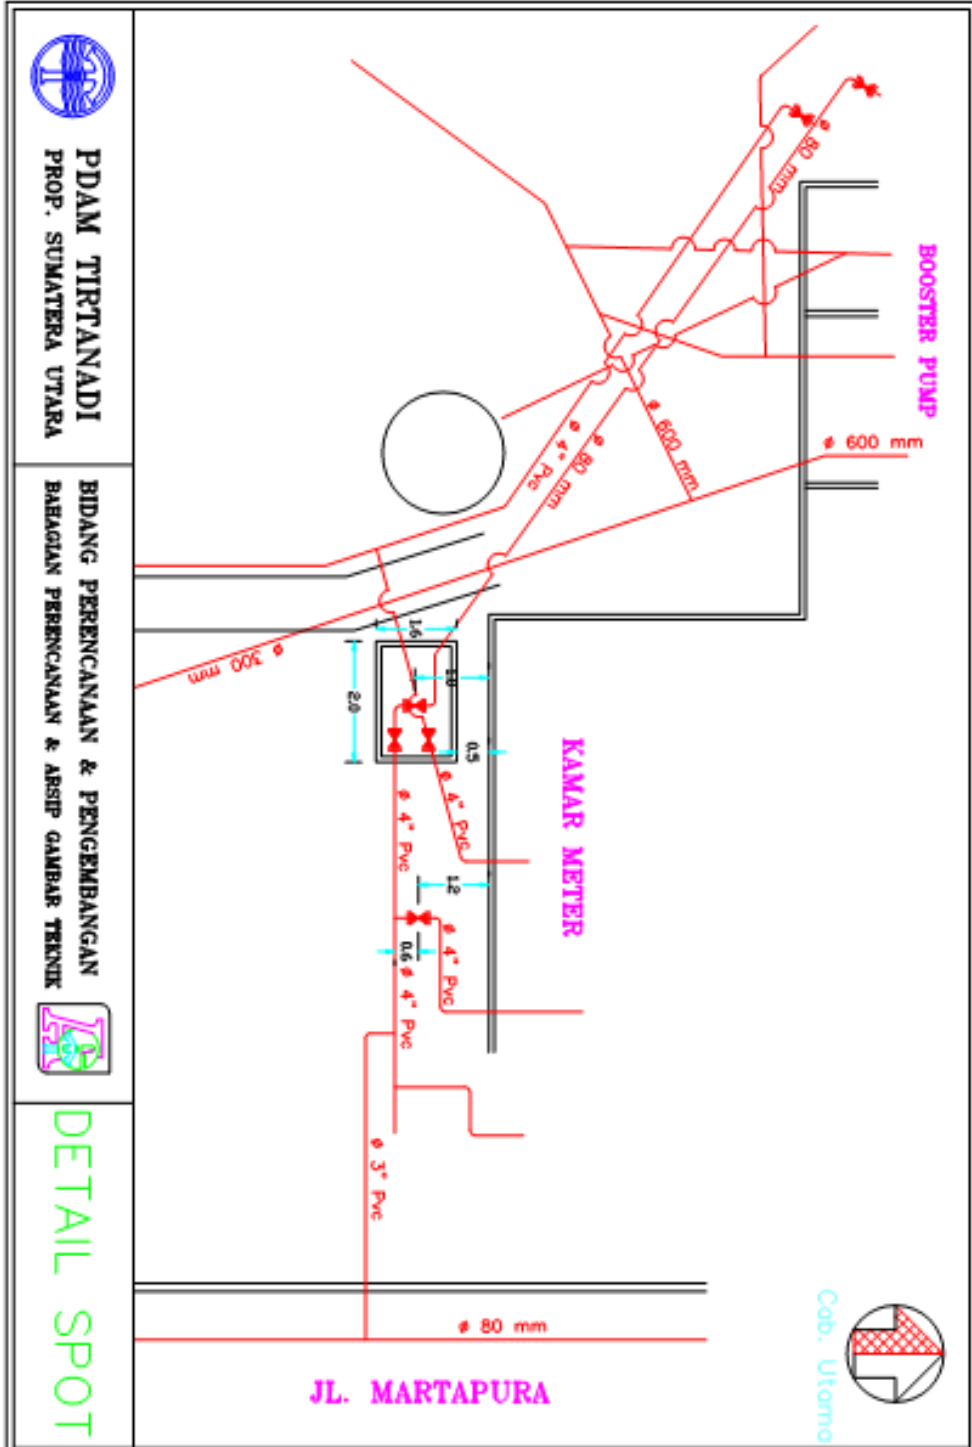 PDAM TIRTANADI
PROP. SUMATERA UTARA
BIDANG PERENCANAAN & PENGEMBANGAN
BAHAGIAN PERENCANAAN & ARSIP GAMBAR TEKNIK
DETAIL SPOT
BOOSTER PUMP
KAMAR METER
JL. MARTAPURA
Cab. Utama
ø 80 mm
ø 600 mm
ø 600 mm
ø 4" Pvc
ø 80 mm
ø 300 mm
1.6
2.0
1.0
0.5
ø 4" Pvc
ø 4" Pvc
1.2
0.6
ø 4" Pvc
ø 4" Pvc
ø 3" Pvc
ø 80 mm